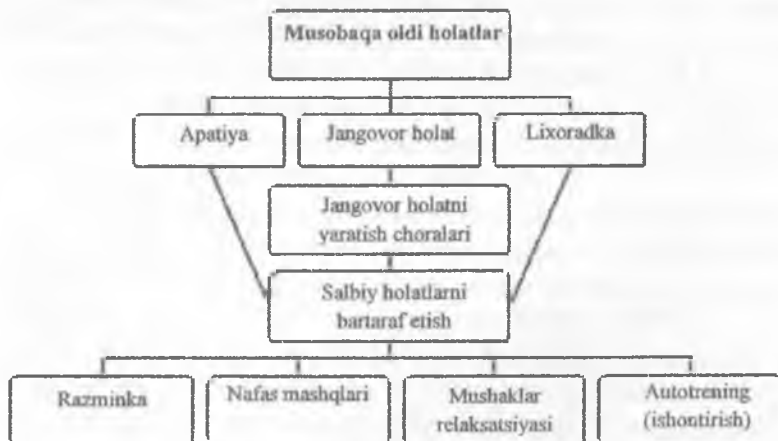 Musobaqa oldi holatlar
Apatiya
Jangovor holat
Lixoradka
Jangovor holatni
yaratish choralari
Salbiy holatlarni
bartaraf etish
Razminka
Nafas mashqlari
Mushaklar
relaksatsiyasi
Autotrening
(ishontirish)